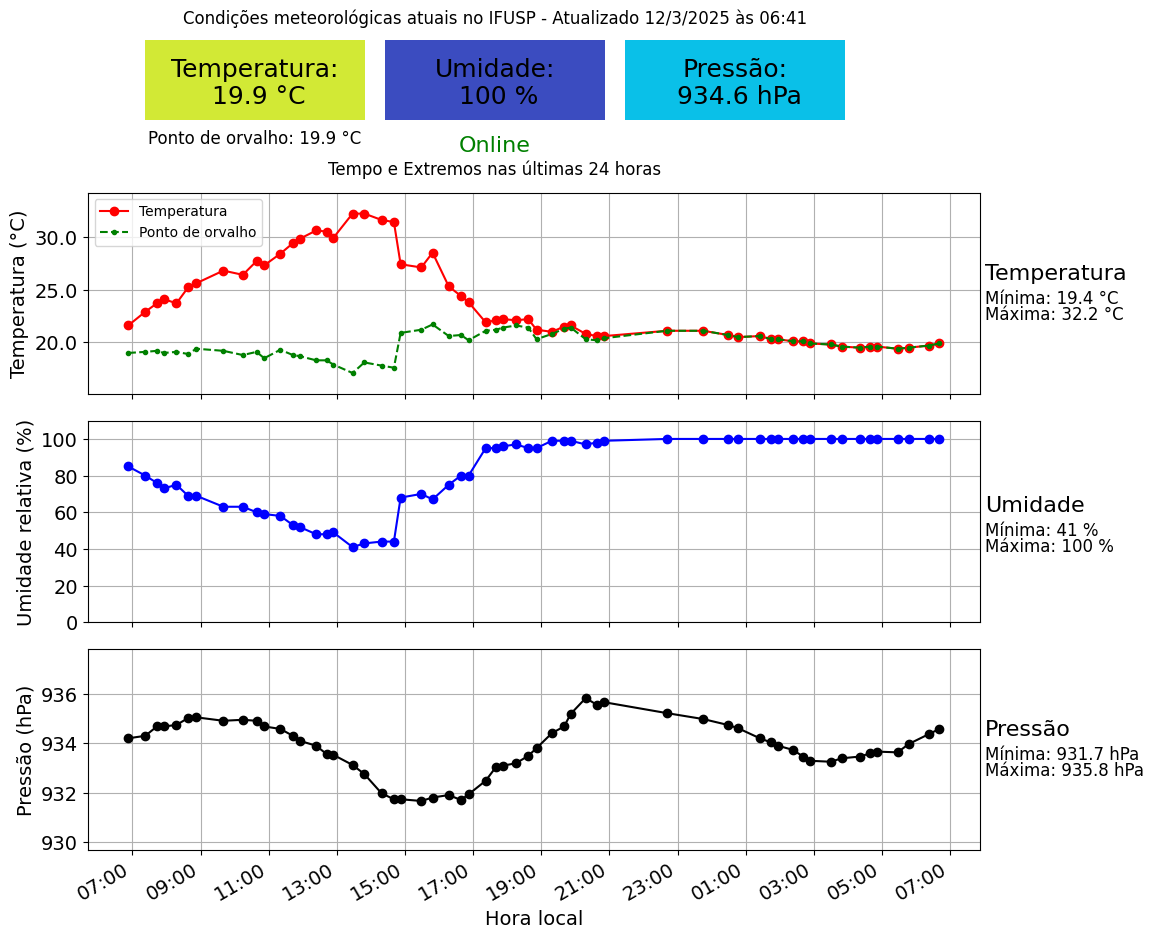 Condições meteorológicas atuais no IFUSP - Atualizado 12/3/2025 às 06:41
Temperatura:
19.9 °C
Umidade:
100 %
Pressão:
934.6 hPa
Ponto de orvalho: 19.9 °C
Online
Tempo e Extremos nas últimas 24 horas
Temperatura (°C)
30.0
25.0
20.0
Temperatura
Ponto de orvalho
Temperatura
Mínima: 19.4 °C
Máxima: 32.2 °C
Umidade relativa (%)
100
80
60
40
20
0
Umidade
Mínima: 41 %
Máxima: 100 %
Pressão (hPa)
936
934
932
930
Pressão
Mínima: 931.7 hPa
Máxima: 935.8 hPa
07:00 09:00 11:00 13:00 15:00 17:00 19:00 21:00 23:00 01:00 03:00 05:00 07:00
Hora local